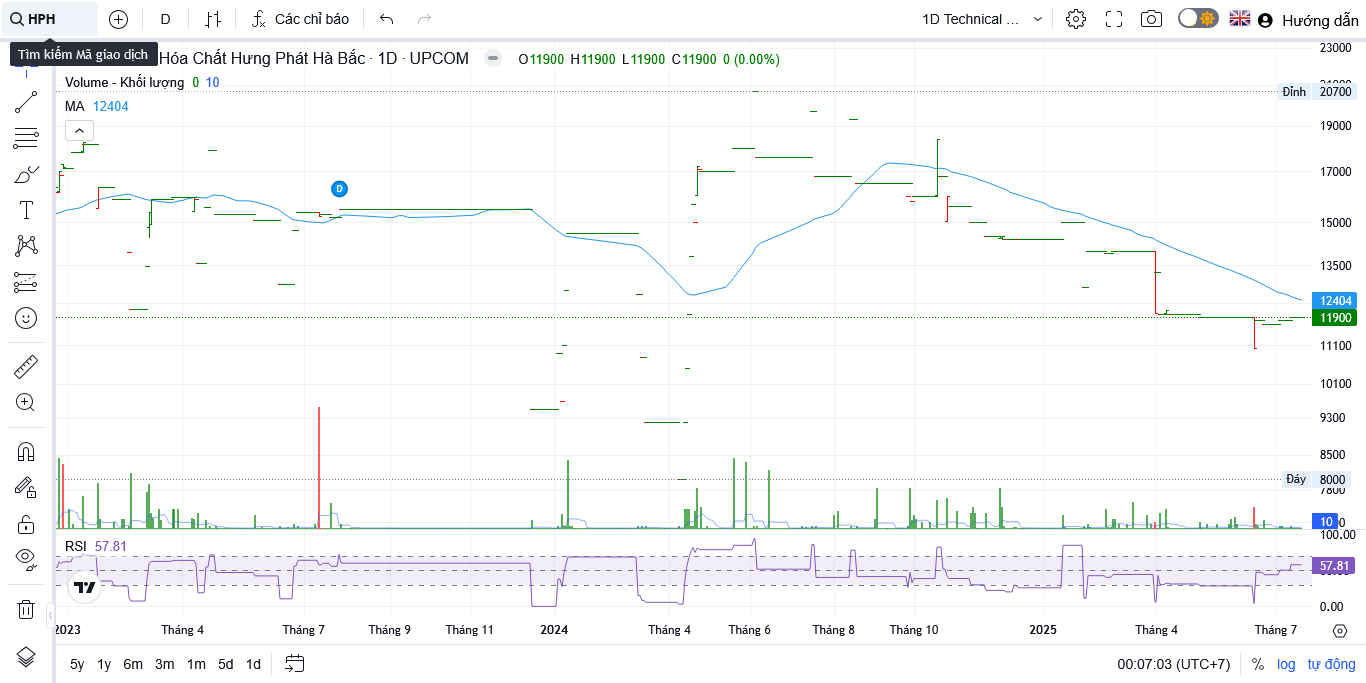 HPH D Các chỉ báo 1D Technical ... Hướng dẫn
Tìm kiếm Mã giao dịch
Hóa Chất Hưng Phát Hà Bắc · 1D · UPCOM O11900 H11900 L11900 C11900 0 (0.00%)
Volume - Khối lượng 0 10
MA 12404
D
23000
Đỉnh 20700
19000
17000
15000
13500
12404
11900
11100
10100
9300
8500
Đáy 8000
7800
10
RSI 57.81
100.00
57.81
0.00
2023 Tháng 4 Tháng 7 Tháng 9 Tháng 11 2024 Tháng 4 Tháng 6 Tháng 8 Tháng 10 2025 Tháng 4 Tháng 7
5y 1y 6m 3m 1m 5d 1d 00:07:03 (UTC+7) % log tự động